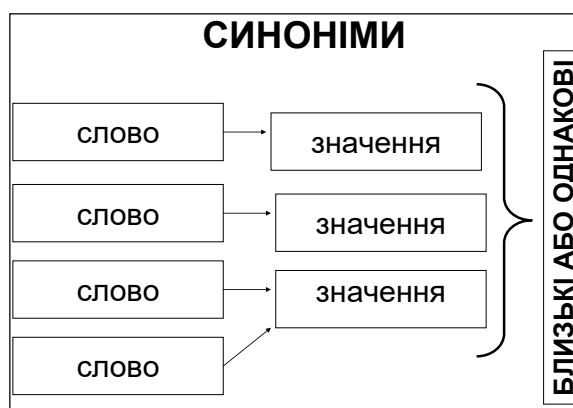 СИНОНІМИ
слово
значення
слово
значення
слово
значення
слово
БЛИЗЬКІ АБО ОДНАКОВІ